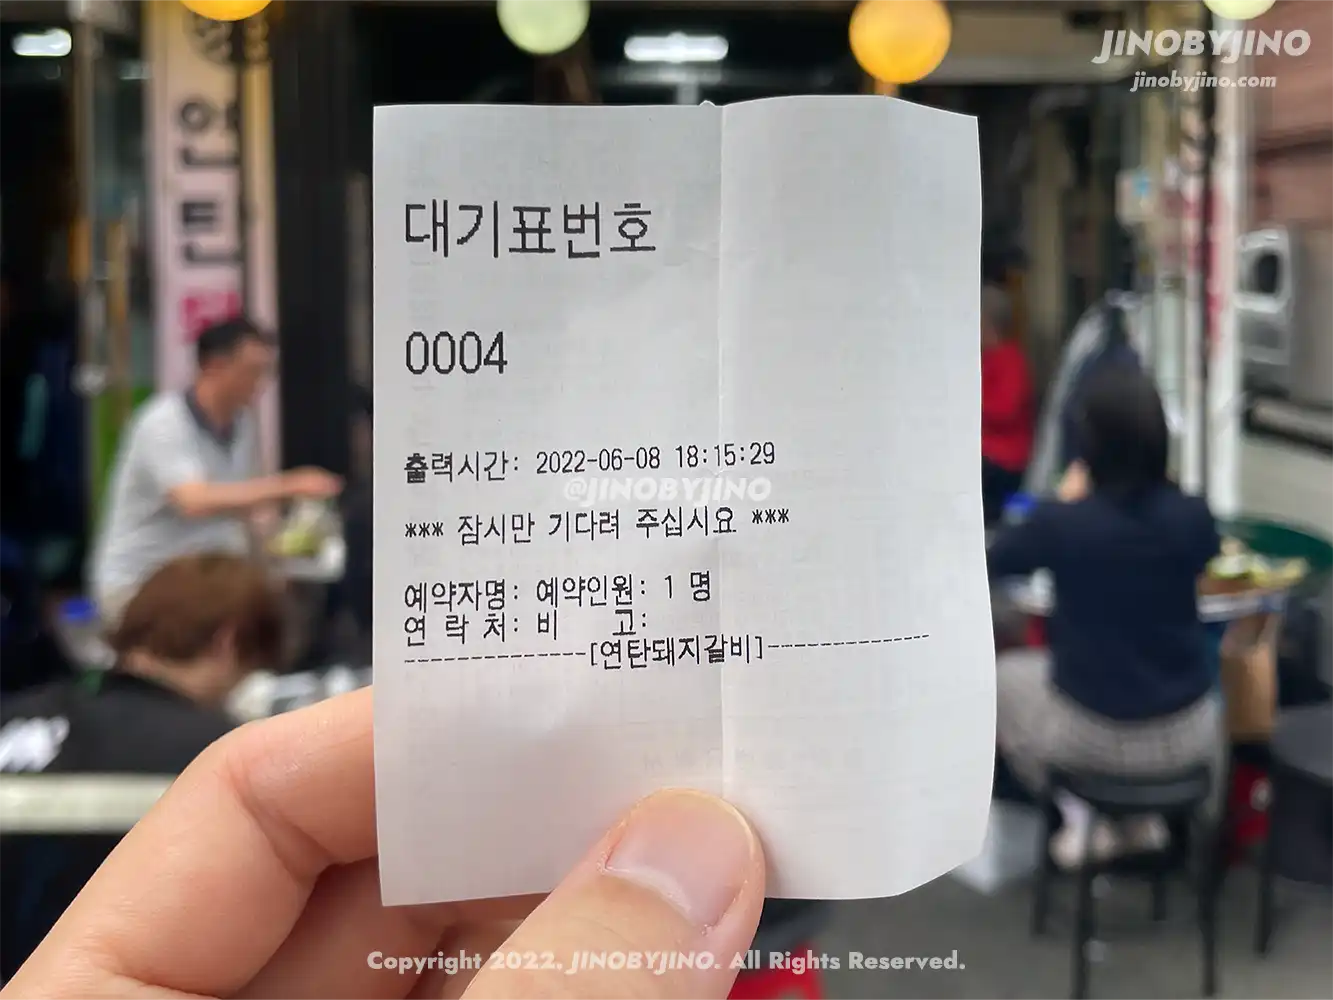 JINOBYJINO
jinobyjino.com
연탄
대기표번호
0004
출력시간: 2022-06-08 18:15:29
@JINOBYJINO
*** 잠시만 기다려 주십시요 ***
예약자명: 예약인원: 1 명
연 락 처: 비 고:
--------------[연탄돼지갈비]--------------
Copyright 2022. JINOBYJINO. All Rights Reserved.